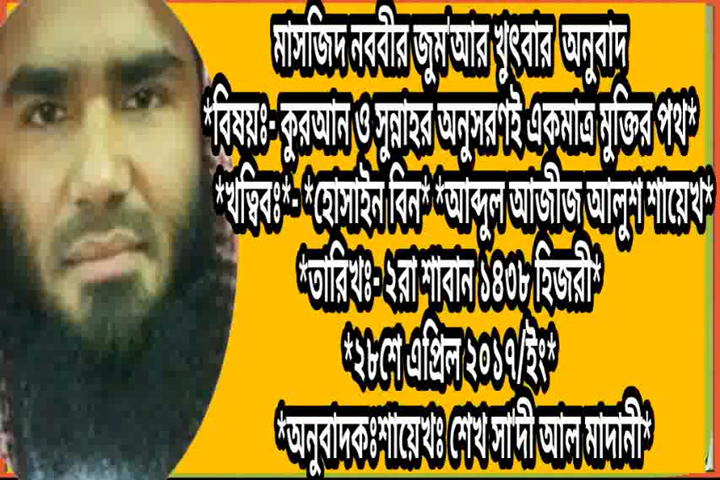 মাসজিদ নববীর জুম'আর খুৎবার অনুবাদ
*বিষয়ঃ- কুরআন ও সুন্নাহর অনুসরণই একমাত্র মুক্তির পথ*
*খত্বিবঃ*- *হোসাইন বিন* *আব্দুল আজীজ আলুশ শায়েখ*
*তারিখঃ- ২রা শাবান ১৪৩৮ হিজরী*
*২৮শে এপ্রিল ২০১৭/ইং*
*অনুবাদকঃশায়েখঃ শেখ সা'দী আল মাদানী*